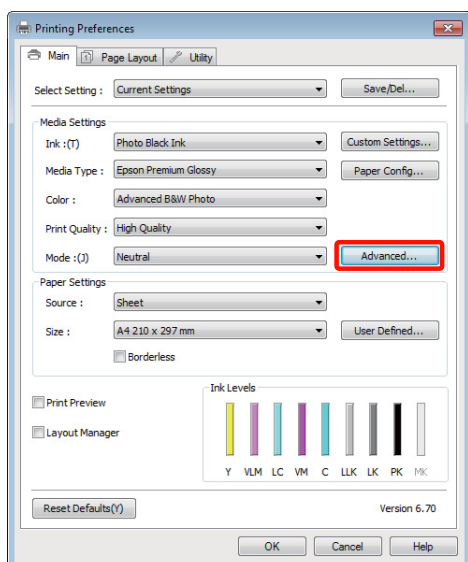 Printing Preferences
Main Page Layout Utility
Select Setting : Current Settings Save/Del...
Media Settings
Ink :(T) Photo Black Ink Custom Settings...
Media Type : Epson Premium Glossy Paper Config...
Color : Advanced B&W Photo
Print Quality : High Quality
Mode :(J) Neutral Advanced...
Paper Settings
Source : Sheet
Size : A4 210 x 297 mm User Defined...
Borderless
Ink Levels
Print Preview
Layout Manager
Y VLM LC VM C LLK LK PK MK
Reset Defaults(Y) Version 6.70
OK Cancel Help